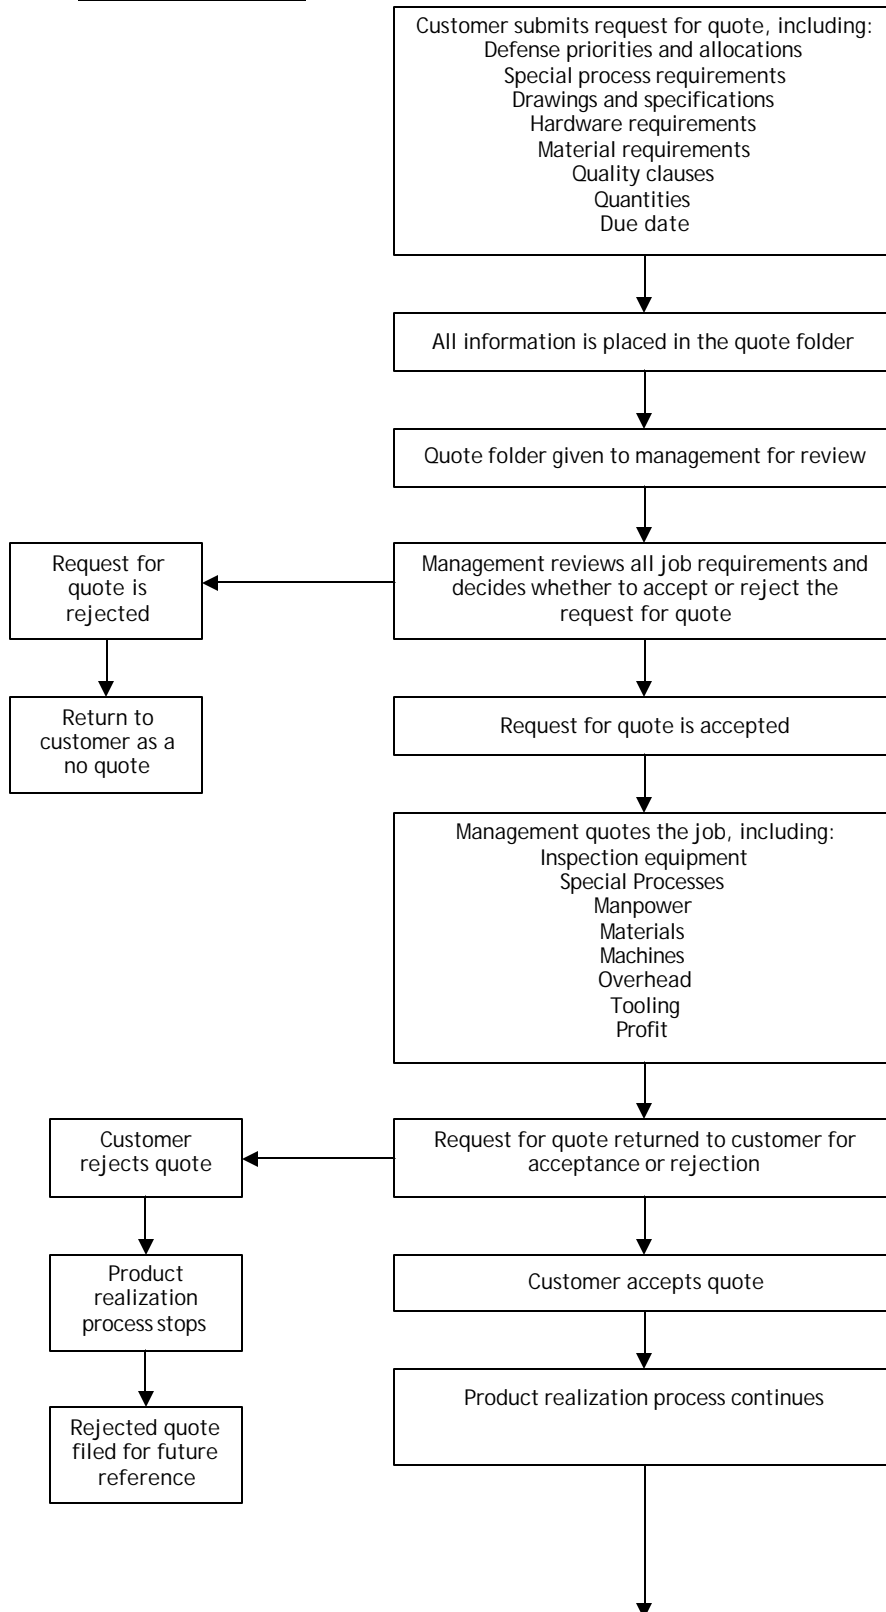 Customer submits request for quote, including:
Defense priorities and allocations
Special process requirements
Drawings and specifications
Hardware requirements
Material requirements
Quality clauses
Quantities
Due date
All information is placed in the quote folder
Quote folder given to management for review
Request for
quote is
rejected
Management reviews all job requirements and
decides whether to accept or reject the
request for quote
Return to
customer as a
no quote
Request for quote is accepted
Management quotes the job, including:
Inspection equipment
Special Processes
Manpower
Materials
Machines
Overhead
Tooling
Profit
Customer
rejects quote
Request for quote returned to customer for
acceptance or rejection
Product
realization
process stops
Customer accepts quote
Rejected quote
filed for future
reference
Product realization process continues